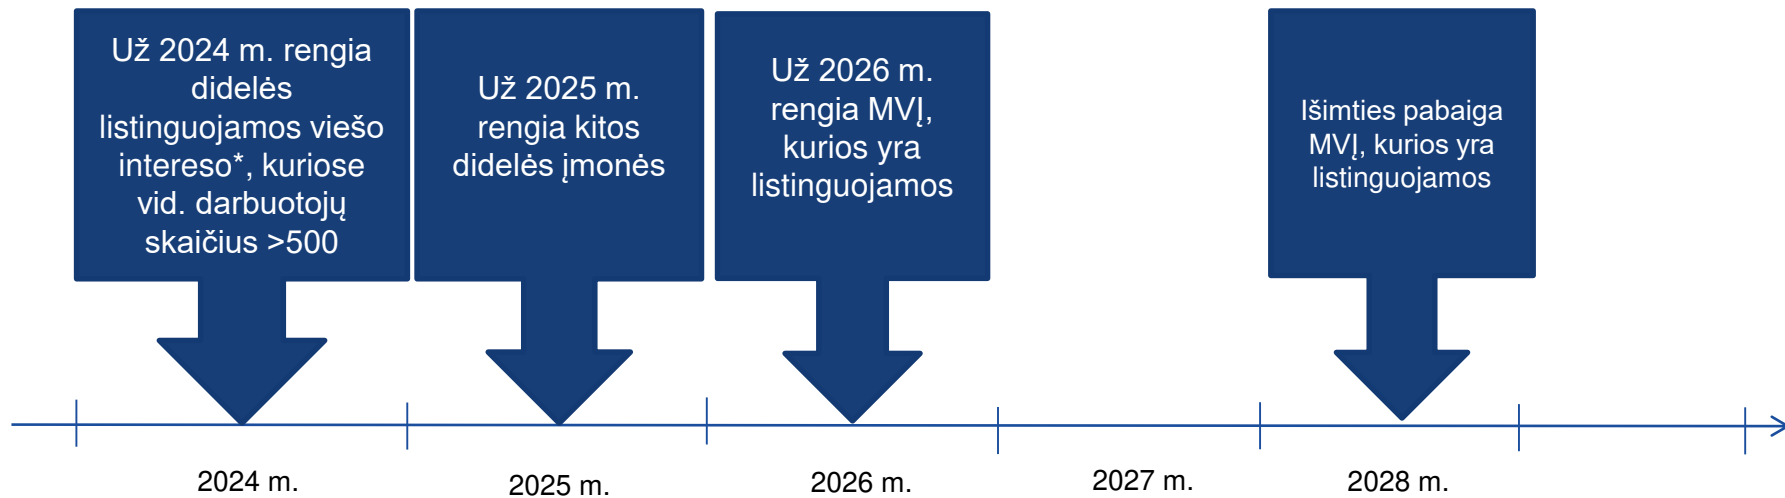 Už 2024 m. rengia
didelės
listinguojamos viešo
intereso*, kuriose
vid. darbuotojų
skaičius >500
Už 2025 m.
rengia kitos
didelės įmonės
Už 2026 m.
rengia MVĮ,
kurios yra
listinguojamos
Išimties pabaiga
MVĮ, kurios yra
listinguojamos
2024 m.
2025 m.
2026 m.
2027 m.
2028 m.